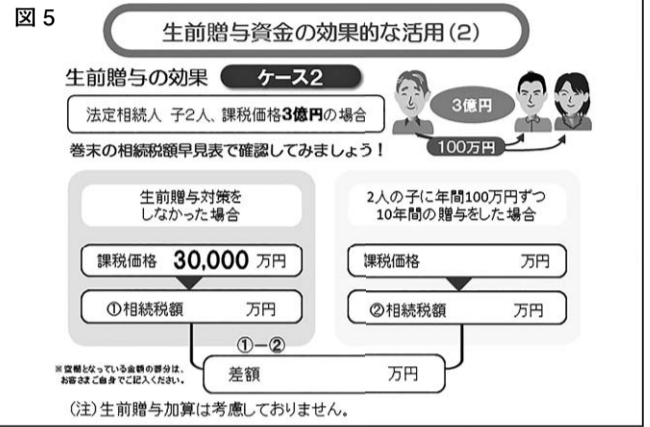 図5
生前贈与資金の効果的な活用(2)
生前贈与の効果 ケース2
法定相続人 子2人、課税価格3億円の場合
3億円
100万円
巻末の相続税額早見表で確認してみましょう!
生前贈与対策を
しなかった場合
課税価格 30,000 万円
①相続税額 万円
2人の子に年間100万円ずつ
10年間の贈与をした場合
課税価格 万円
②相続税額 万円
①-②
差額 万円
※空欄となっている金額の部分は、
お客さまご自身でご記入ください。
(注)生前贈与加算は考慮しておりません。